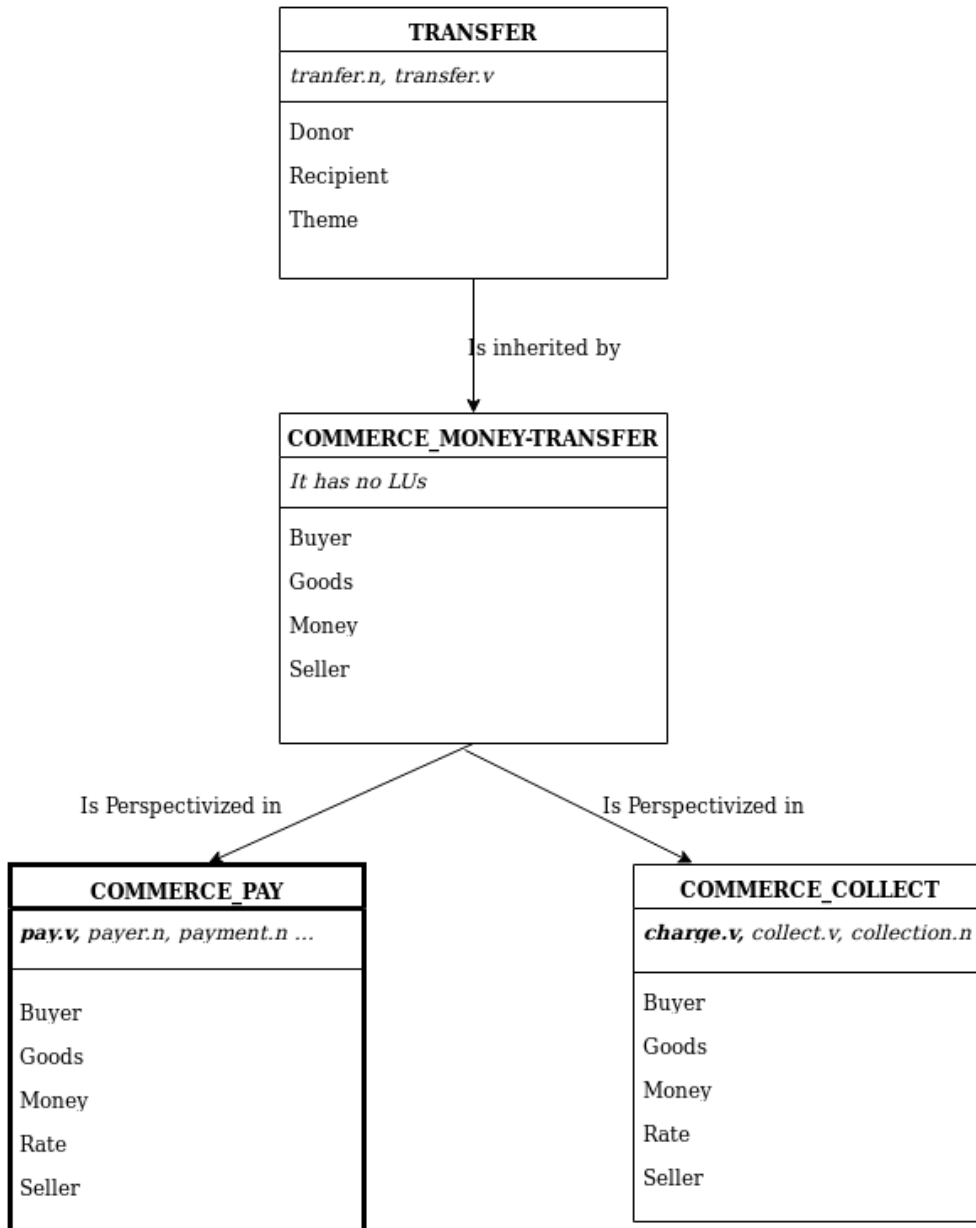 TRANSFER
tranfer.n, transfer.v
Donor
Recipient
Theme
Is inherited by
COMMERCE_MONEY-TRANSFER
It has no LUs
Buyer
Goods
Money
Seller
Is Perspectivized in
Is Perspectivized in
COMMERCE_PAY
pay.v, payer.n, payment.n ...
Buyer
Goods
Money
Rate
Seller
COMMERCE_COLLECT
charge.v, collect.v, collection.n
Buyer
Goods
Money
Rate
Seller